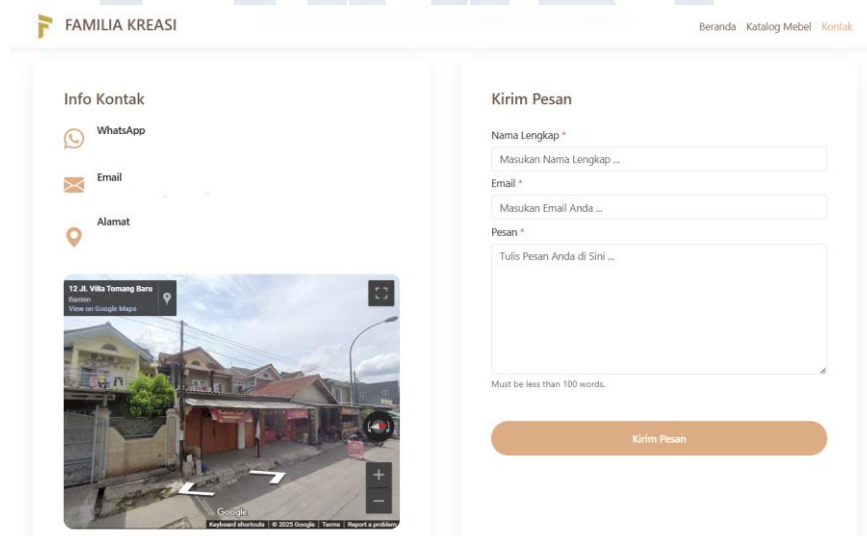 FAMILIA KREASI
Beranda Katalog Mebel Kontak
Info Kontak
WhatsApp
Email
Alamat
12 Jl. Villa Tomang Baru
Banten
View on Google Maps
Google
Keyboard shortcuts © 2025 Google Terms Report a problem
Kirim Pesan
Nama Lengkap *
Masukan Nama Lengkap ...
Email *
Masukan Email Anda ...
Pesan *
Tulis Pesan Anda di Sini ...
Must be less than 100 words.
Kirim Pesan